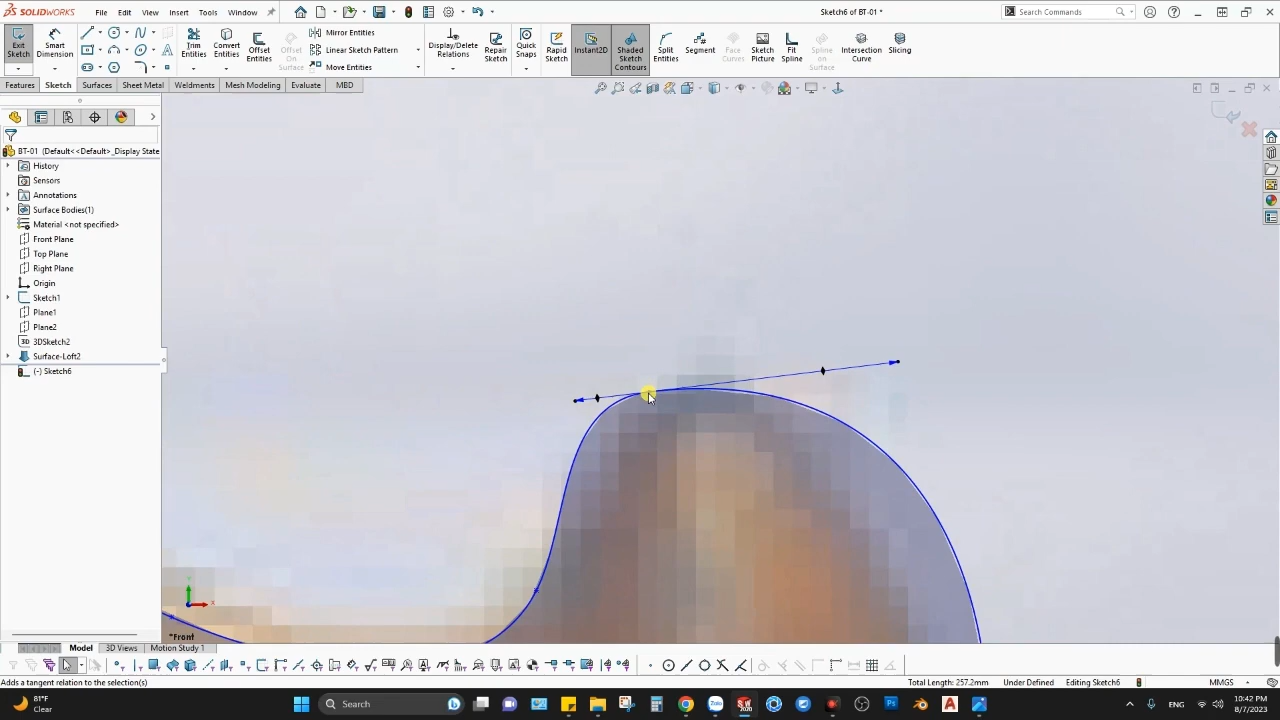 SOLIDWORKS File Edit View Insert Tools Window Sketch6 of BT-01 * Search Commands
Exit Sketch Smart Dimension Trim Entities Convert Entities Offset Entities Offset On Surface Mirror Entities Linear Sketch Pattern Move Entities Display/Delete Relations Repair Sketch Quick Snaps Rapid Sketch Instant2D Shaded Sketch Contours Split Entities Segment Face Curves Sketch Picture Fit Spline Spline on Surface Intersection Curve Slicing
Features Sketch Surfaces Sheet Metal Weldments Mesh Modeling Evaluate MBD
BT-01 (Default<<Default>_Display State
History
Sensors
Annotations
Surface Bodies(1)
Material <not specified>
Front Plane
Top Plane
Right Plane
Origin
Sketch1
Plane1
Plane2
3D 3DSketch2
Surface-Loft2
(-) Sketch6
*Front
Model 3D Views Motion Study 1
Adds a tangent relation to the selection(s) Total Length: 257.2mm Under Defined Editing Sketch6 MMGS
81°F
Clear
Search
ENG
10:42 PM
8/7/2023